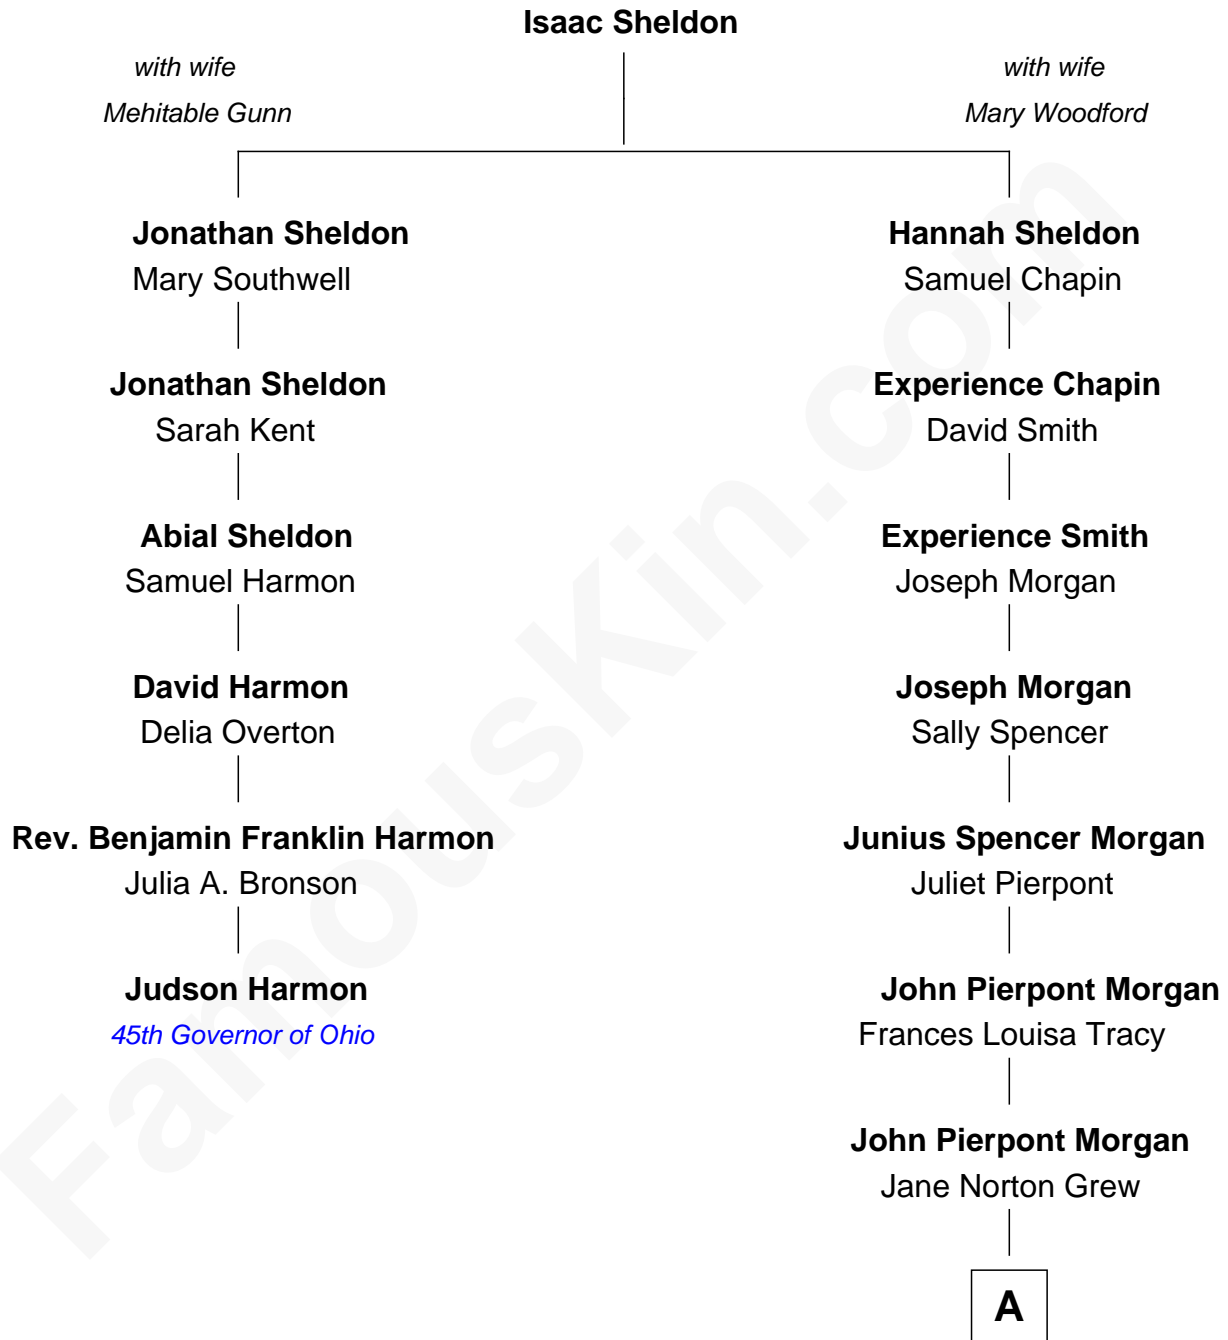 Isaac Sheldon
with wife
Mehitable Gunn
with wife
Mary Woodford
Jonathan Sheldon
Mary Southwell
Jonathan Sheldon
Sarah Kent
Abial Sheldon
Samuel Harmon
David Harmon
Delia Overton
Rev. Benjamin Franklin Harmon
Julia A. Bronson
Judson Harmon
45th Governor of Ohio
Hannah Sheldon
Samuel Chapin
Experience Chapin
David Smith
Experience Smith
Joseph Morgan
Joseph Morgan
Sally Spencer
Junius Spencer Morgan
Juliet Pierpont
John Pierpont Morgan
Frances Louisa Tracy
John Pierpont Morgan
Jane Norton Grew
A
FamousKin.com